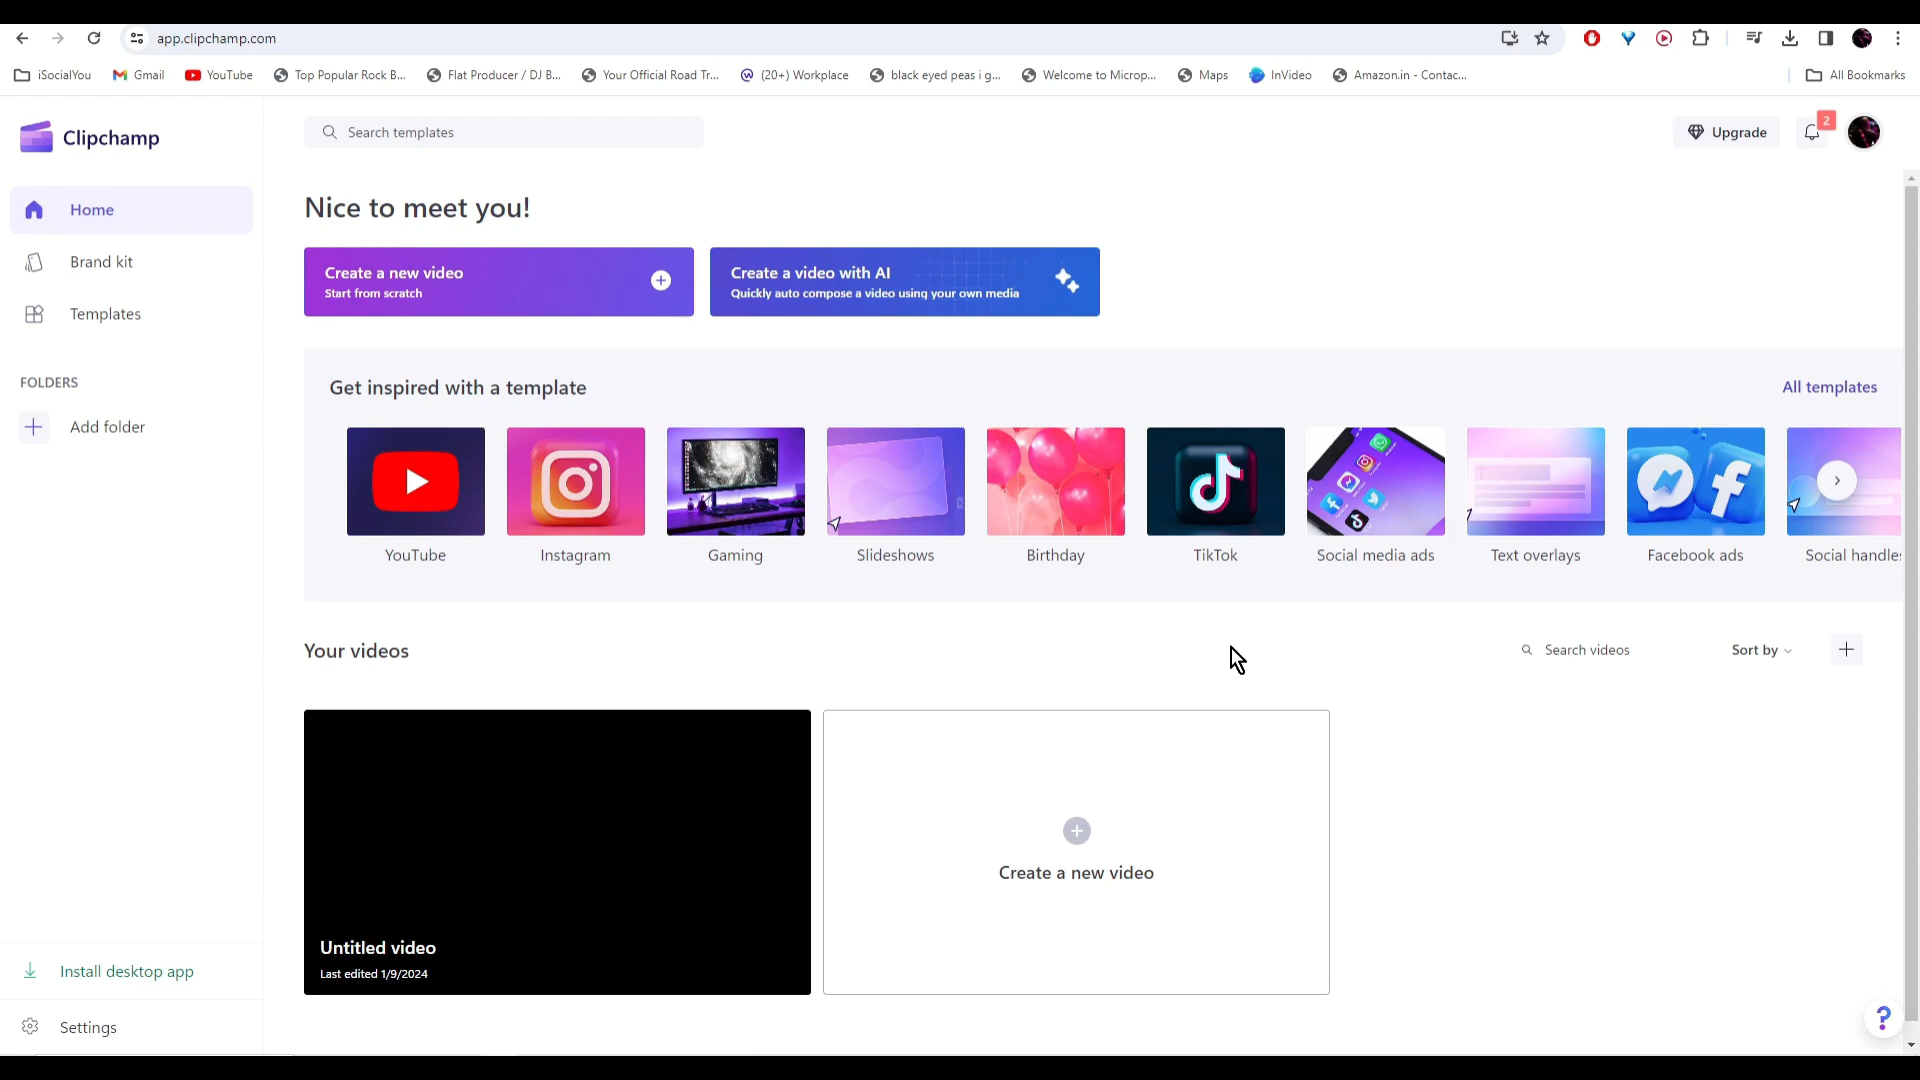 app.clipchamp.com
iSocialYou
Gmail
YouTube
Top Popular Rock B...
Flat Producer / DJ B...
Your Official Road Tr...
(20+) Workplace
black eyed peas i g...
Welcome to Microp...
Maps
InVideo
Amazon.in - Contac...
All Bookmarks
Clipchamp
Search templates
Upgrade
2
Home
Brand kit
Templates
FOLDERS
Add folder
Nice to meet you!
Create a new video
Start from scratch
Create a video with AI
Quickly auto compose a video using your own media
Get inspired with a template
All templates
YouTube
Instagram
Gaming
Slideshows
Birthday
TikTok
Social media ads
Text overlays
Facebook ads
Social handles
Your videos
Search videos
Sort by
Untitled video
Last edited 1/9/2024
Create a new video
Install desktop app
Settings
?